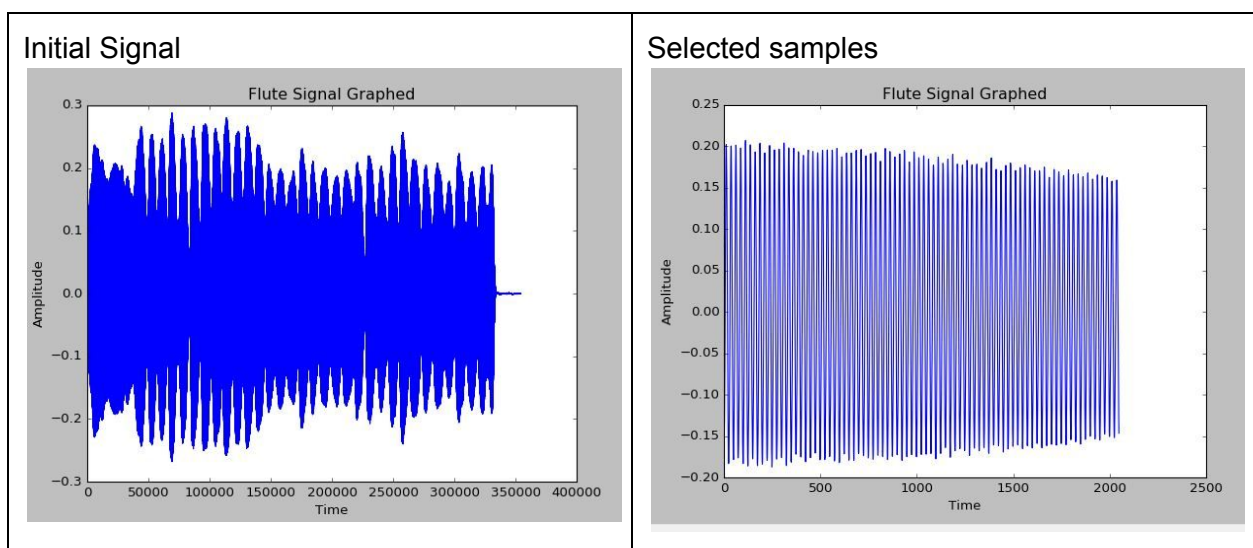 Initial Signal
Flute Signal Graphed
Amplitude
0.3
0.2
0.1
0.0
−0.1
−0.2
−0.3
0 50000 100000 150000 200000 250000 300000 350000 400000
Time
Selected samples
Flute Signal Graphed
Amplitude
0.25
0.20
0.15
0.10
0.05
0.00
−0.05
−0.10
−0.15
−0.20
0 500 1000 1500 2000 2500
Time